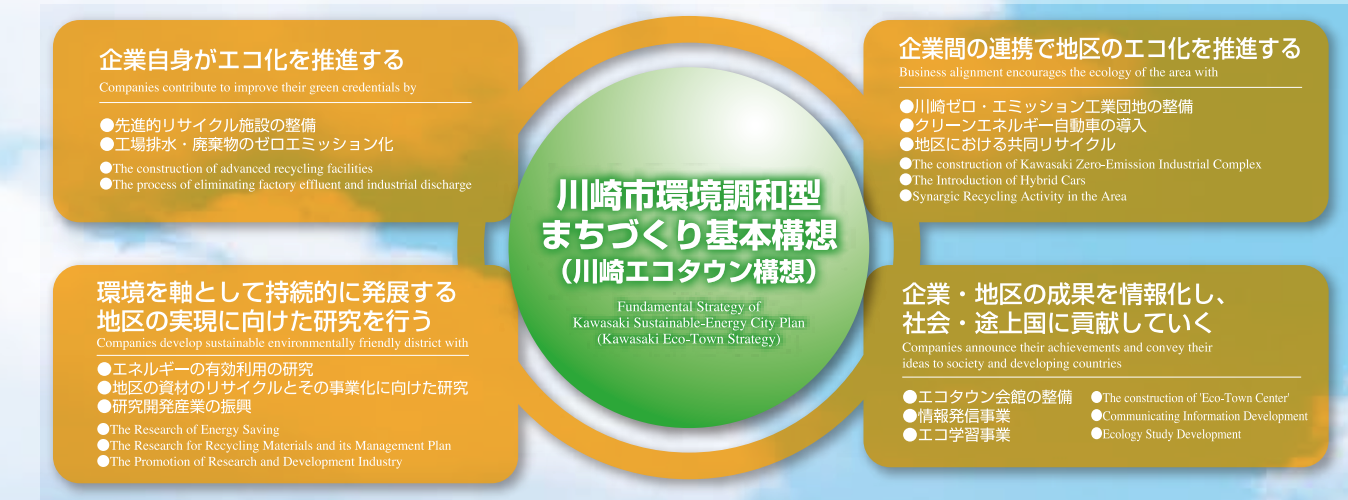 企業自身がエコ化を推進する
Companies contribute to improve their green credentials by
●先進的リサイクル施設の整備
●工場排水・廃棄物のゼロエミッション化
●The construction of advanced recycling facilities
●The process of eliminating factory effluent and industrial discharge
企業間の連携で地区のエコ化を推進する
Business alignment encourages the ecology of the area with
●川崎ゼロ・エミッション工業団地の整備
●クリーンエネルギー自動車の導入
●地区における共同リサイクル
●The construction of Kawasaki Zero-Emission Industrial Complex
●The Introduction of Hybrid Cars
●Synargic Recycling Activity in the Area
川崎市環境調和型
まちづくり基本構想
（川崎エコタウン構想）
Fundamental Strategy of
Kawasaki Sustainable-Energy City Plan
(Kawasaki Eco-Town Strategy)
環境を軸として持続的に発展する
地区の実現に向けた研究を行う
Companies develop sustainable environmentally friendly district with
●エネルギーの有効利用の研究
●地区の資材のリサイクルとその事業化に向けた研究
●研究開発産業の振興
●The Research of Energy Saving
●The Research for Recycling Materials and its Management Plan
●The Promotion of Research and Development Industry
企業・地区の成果を情報化し、
社会・途上国に貢献していく
Companies announce their achievements and convey their
ideas to society and developing countries
●エコタウン会館の整備
●情報発信事業
●エコ学習事業
●The construction of 'Eco-Town Center'
●Communicating Information Development
●Ecology Study Development